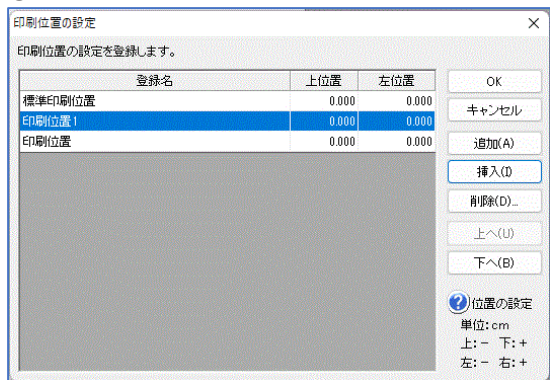 印刷位置の設定
印刷位置の設定を登録します。
登録名 上位置 左位置
標準印刷位置 0.000 0.000
印刷位置1 0.000 0.000
印刷位置 0.000 0.000
OK
キャンセル
追加(A)
挿入(I)
削除(D)...
上へ(U)
下へ(B)
?位置の設定
単位:cm
上:- 下:+
左:- 右:+